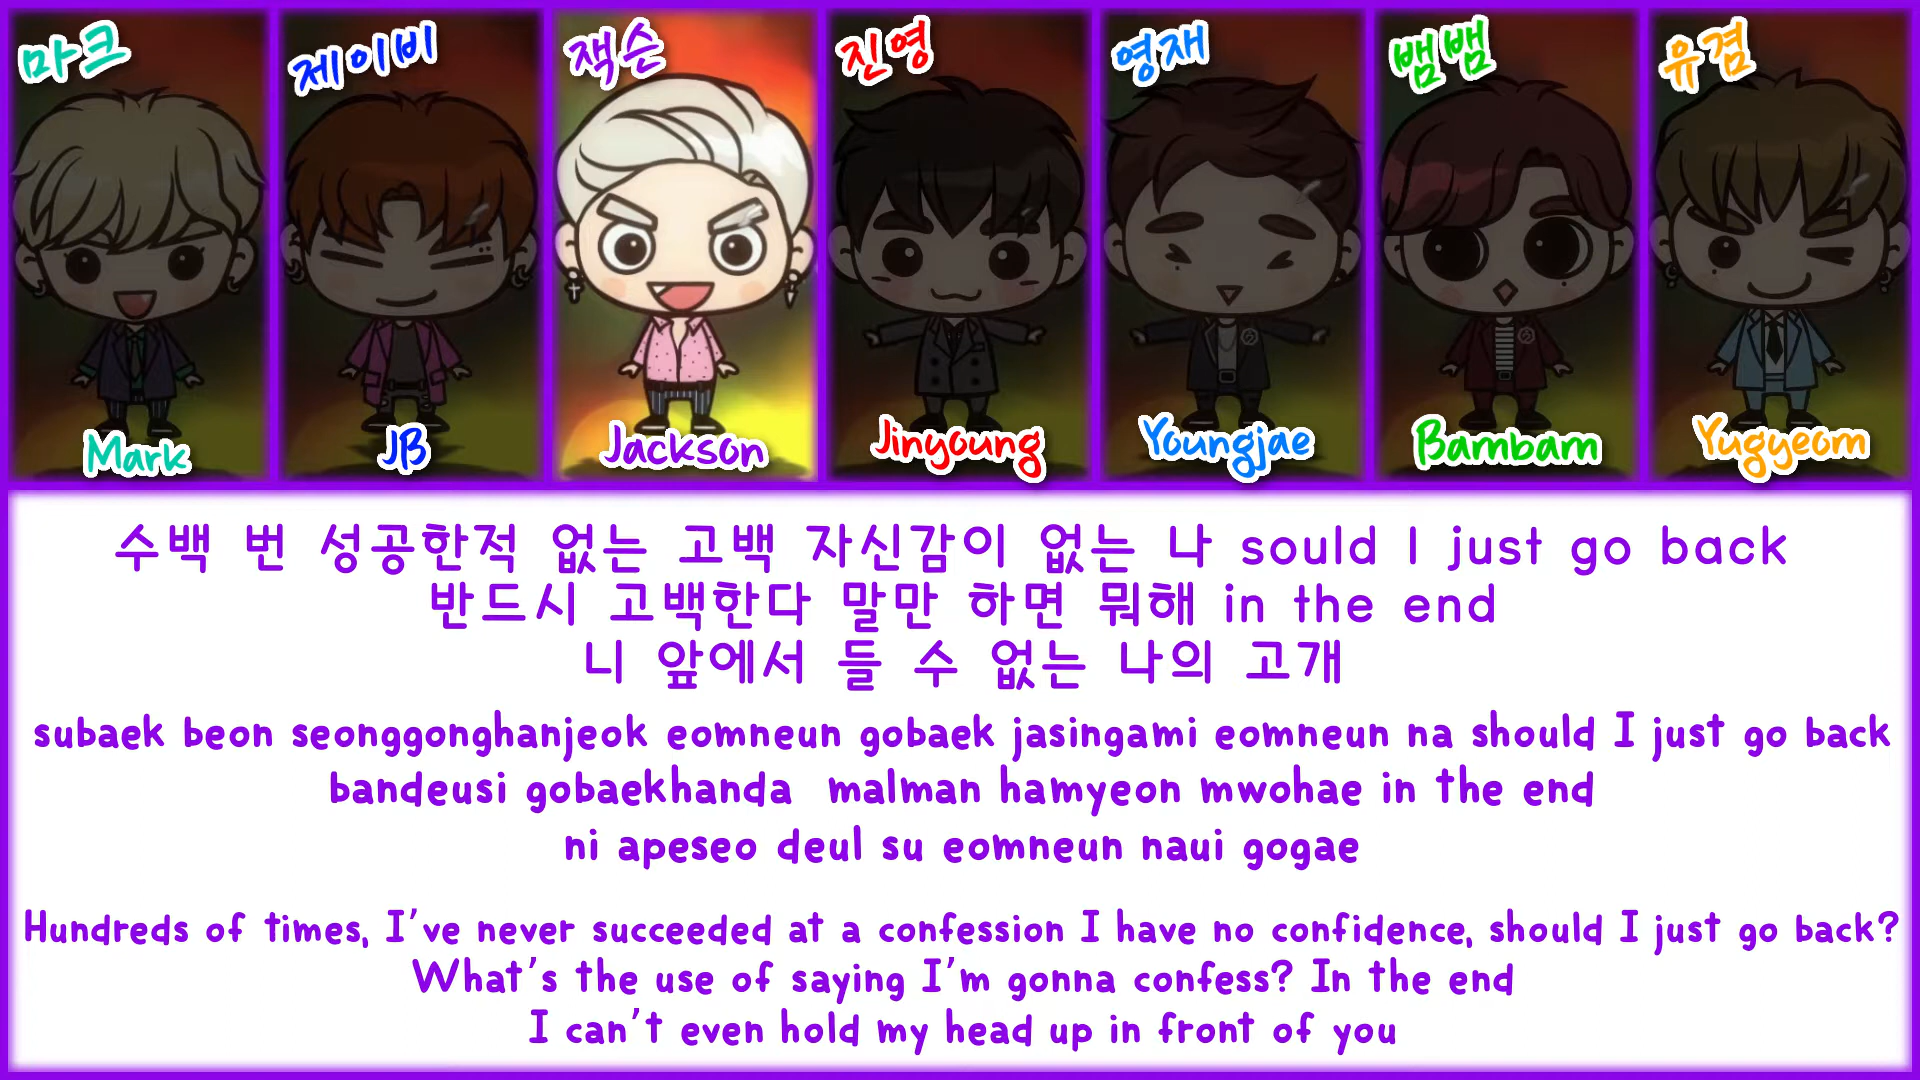 마크 제이비 잭슨 진영 영재 뱀뱀 유겸
Mark JB Jackson Jinyoung Youngjae Bambam Yugyeom
수백 번 성공한적 없는 고백 자신감이 없는 나 sould I just go back
반드시 고백한다 말만 하면 뭐해 in the end
니 앞에서 들 수 없는 나의 고개
subaek beon seonggonghanjeok eomneun gobaek jasingami eomneun na should I just go back
bandeusi gobaekhanda malman hamyeon mwohae in the end
ni apeseo deul su eomneun naui gogae
Hundreds of times, I've never succeeded at a confession I have no confidence, should I just go back?
What's the use of saying I'm gonna confess? In the end
I can't even hold my head up in front of you